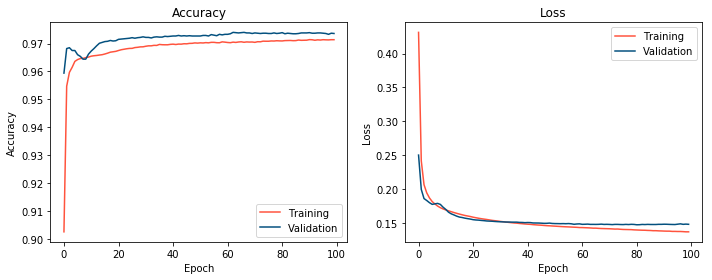 Accuracy
Accuracy
0.97
0.96
0.95
0.94
0.93
0.92
0.91
0.90
0 20 40 60 80 100
Epoch
Training
Validation
Loss
Loss
0.40
0.35
0.30
0.25
0.20
0.15
0 20 40 60 80 100
Epoch
Training
Validation